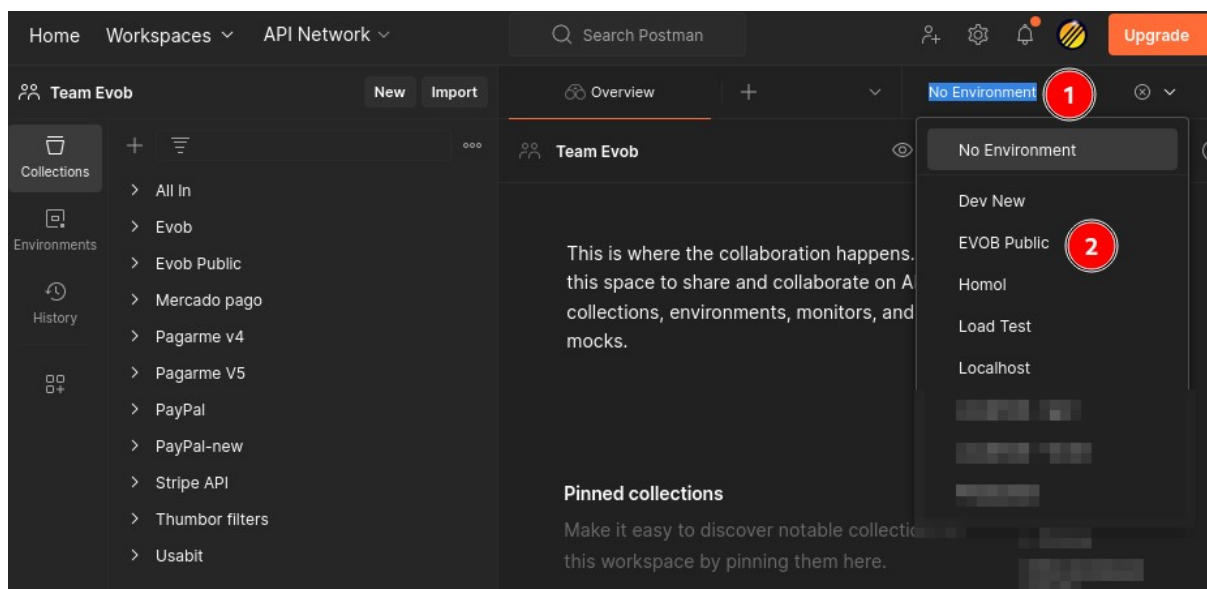 Home Workspaces API Network Search Postman Upgrade
Team Evob New Import Overview No Environment 1
Collections
Environments
History
All In
Evob
Evob Public
Mercado pago
Pagarme v4
Pagarme V5
PayPal
PayPal-new
Stripe API
Thumbor filters
Usabit
Team Evob
This is where the collaboration happens.
this space to share and collaborate on A
collections, environments, monitors, and
mocks.
Pinned collections
Make it easy to discover notable collecti
this workspace by pinning them here.
No Environment
Dev New
EVOB Public 2
Homol
Load Test
Localhost